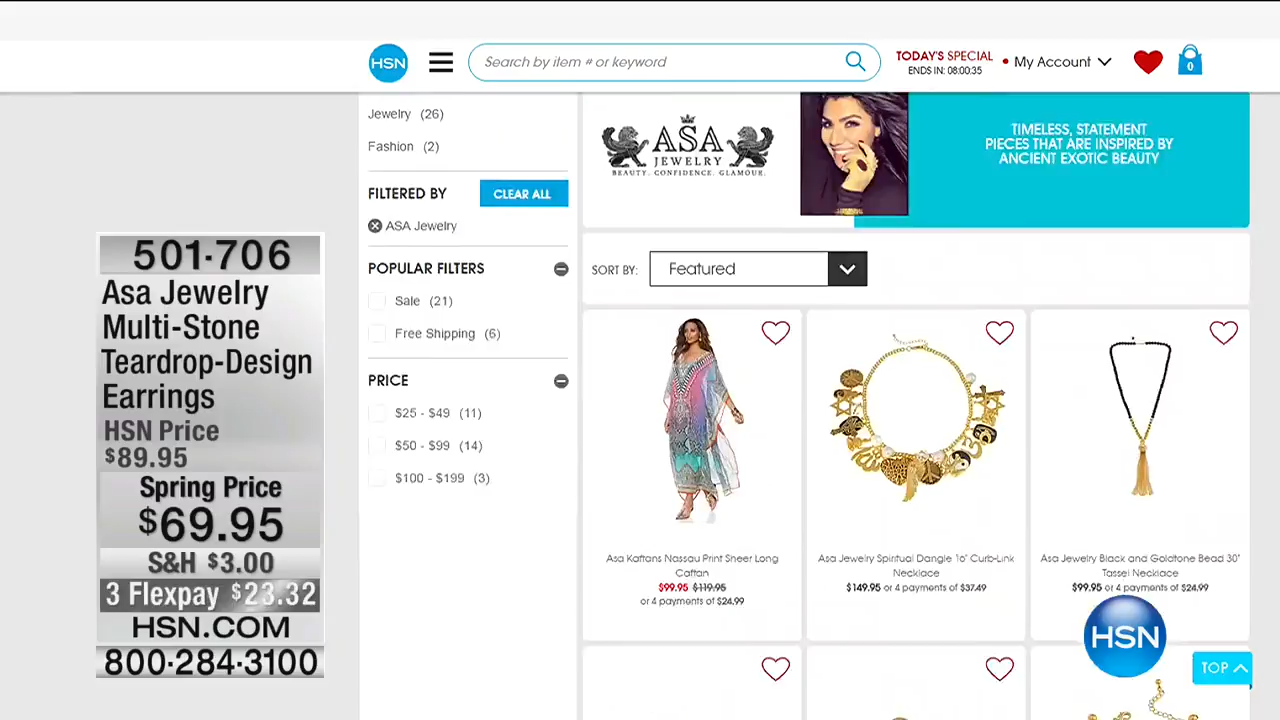 HSN
Search by item # or keyword
TODAY'S SPECIAL
ENDS IN: 08:00:35
My Account
0
Jewelry (26)
Fashion (2)
FILTERED BY
CLEAR ALL
ASA Jewelry
POPULAR FILTERS
Sale (21)
Free Shipping (6)
PRICE
$25 - $49 (11)
$50 - $99 (14)
$100 - $199 (3)
ASA
JEWELRY
BEAUTY. CONFIDENCE. GLAMOUR.
TIMELESS, STATEMENT
PIECES THAT ARE INSPIRED BY
ANCIENT EXOTIC BEAUTY
SORT BY:
Featured
Asa Kaftans Nassau Print Sheer Long
Caftan
$99.95 $119.95
or 4 payments of $24.99
Asa Jewelry Spiritual Dangle 16" Curb-Link
Necklace
$149.95 or 4 payments of $37.49
Asa Jewelry Black and Goldtone Bead 30"
Tassel Necklace
$99.95 or 4 payments of $24.99
HSN
TOP
501·706
Asa Jewelry
Multi-Stone
Teardrop-Design
Earrings
HSN Price
$89.95
Spring Price
$69.95
S&H $3.00
3 Flexpay $23.32
HSN.COM
800·284·3100